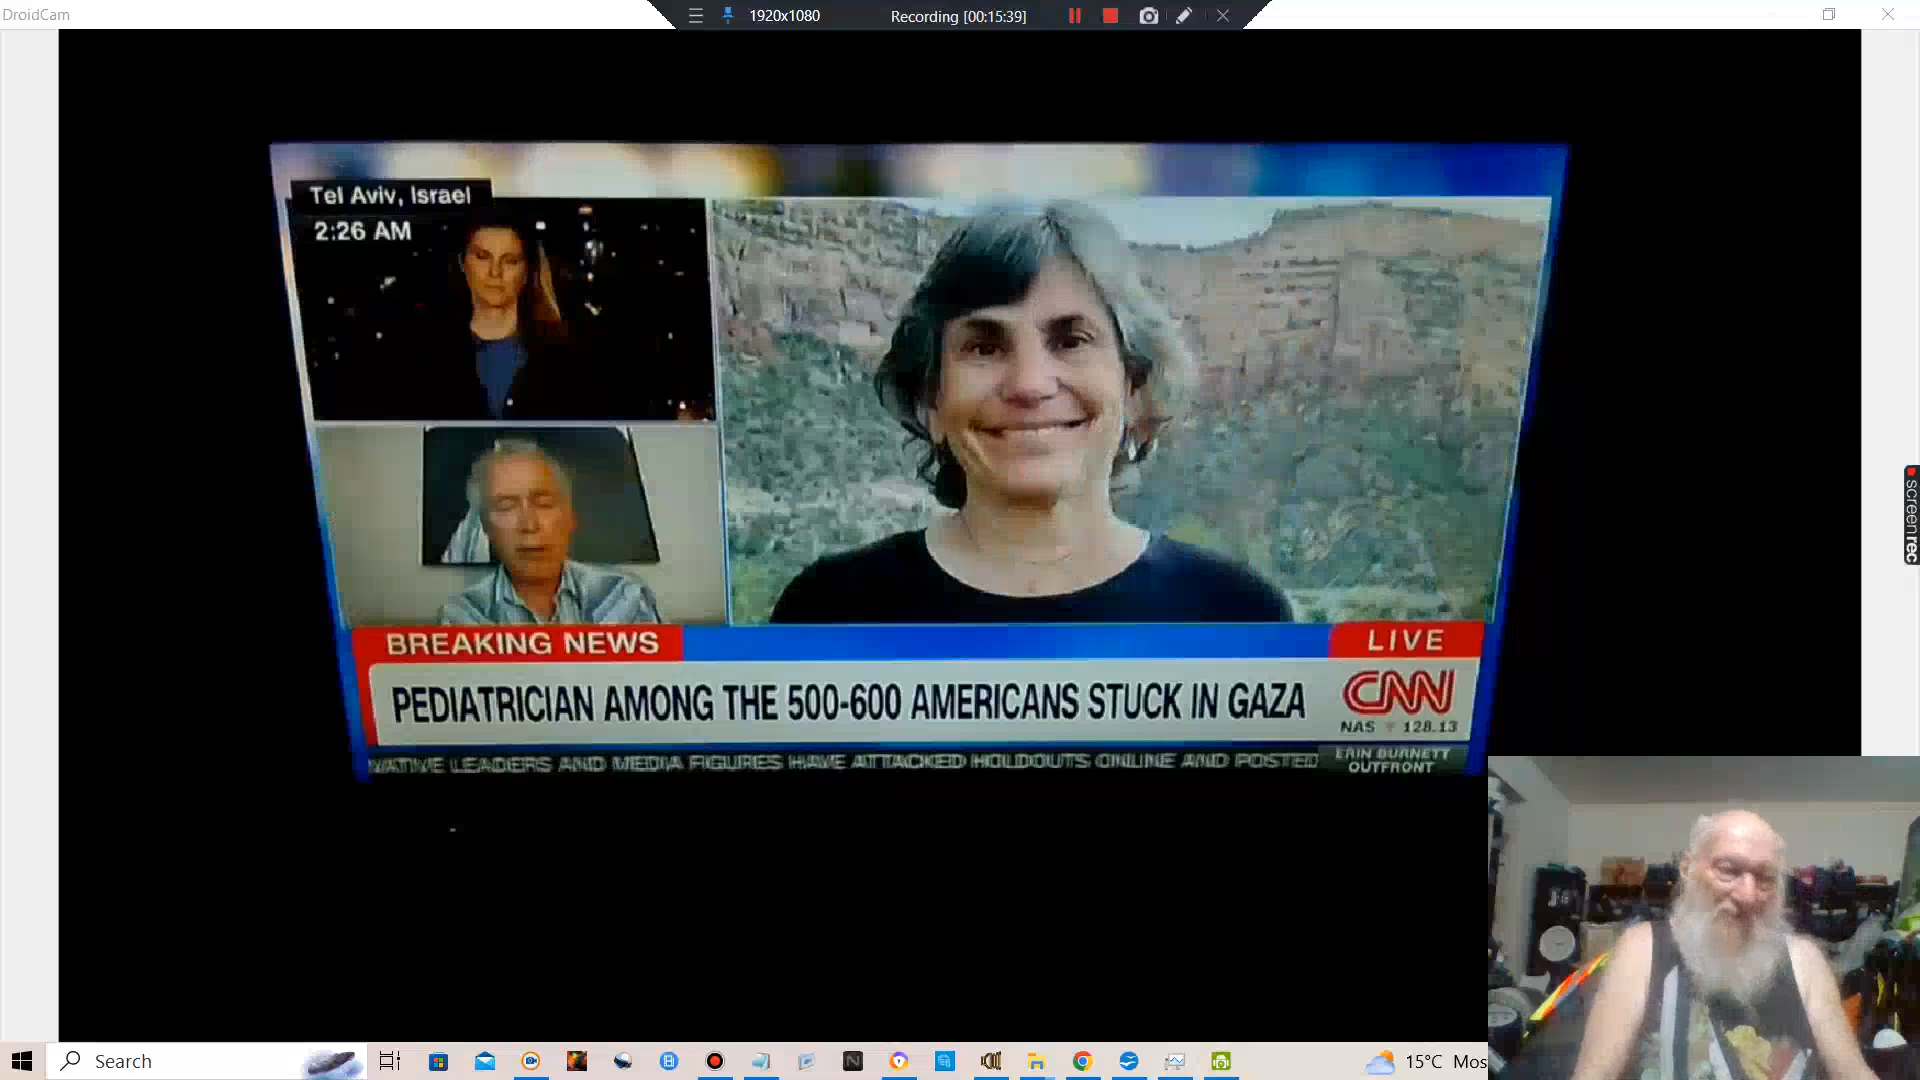 DroidCam
1920x1080
Recording [00:15:39]
Tel Aviv, Israel
2:26 AM
BREAKING NEWS
LIVE
PEDIATRICIAN AMONG THE 500-600 AMERICANS STUCK IN GAZA
CNN
NAS ▼ 128.13
NATIVE LEADERS AND MEDIA FIGURES HAVE ATTACKED HOLDOUTS ONLINE AND POSTED
ERIN BURNETT
OUTFRONT
screenrec
Search
15°C Mos